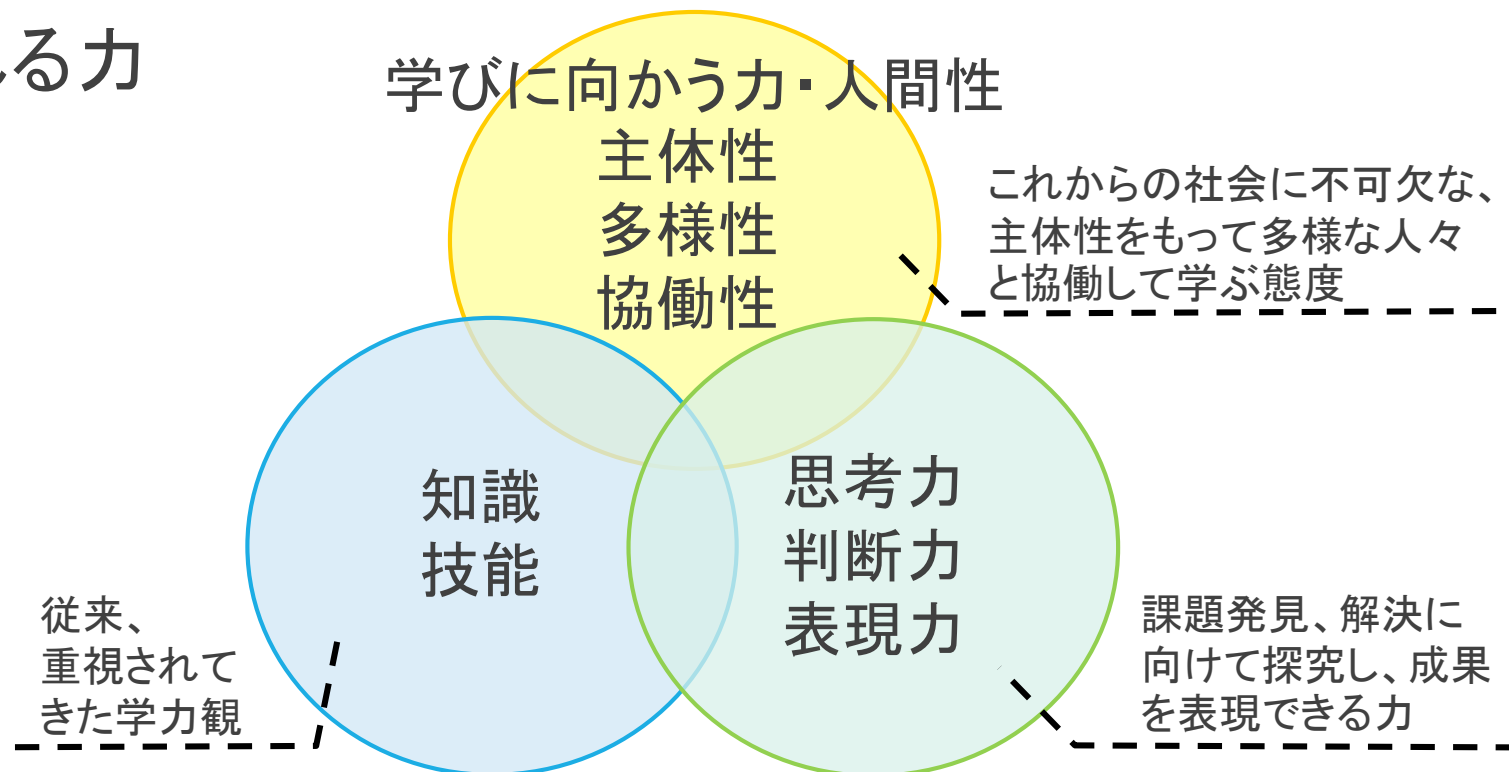 れる力
学びに向かう力・人間性
主体性
多様性
協働性
これからの社会に不可欠な、
主体性をもって多様な人々
と協働して学ぶ態度
知識
技能
思考力
判断力
表現力
従来、
重視されて
きた学力観
課題発見、解決に
向けて探究し、成果
を表現できる力